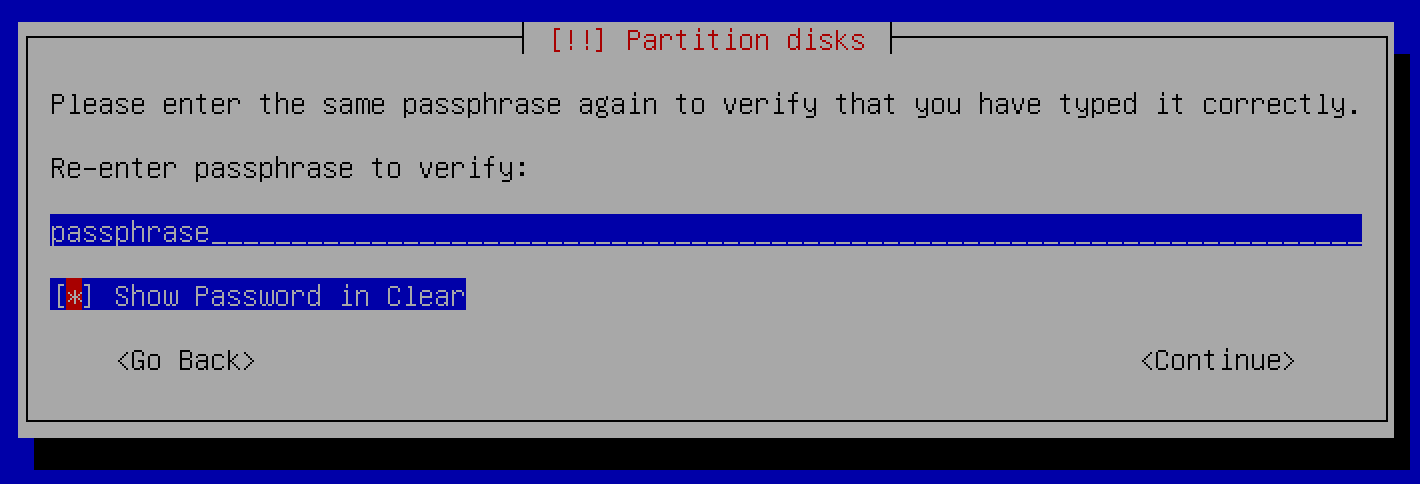 [!!] Partition disks
Please enter the same passphrase again to verify that you have typed it correctly.
Re-enter passphrase to verify:
passphrase________________________________________________________________________
[*] Show Password in Clear
<Go Back> <Continue>